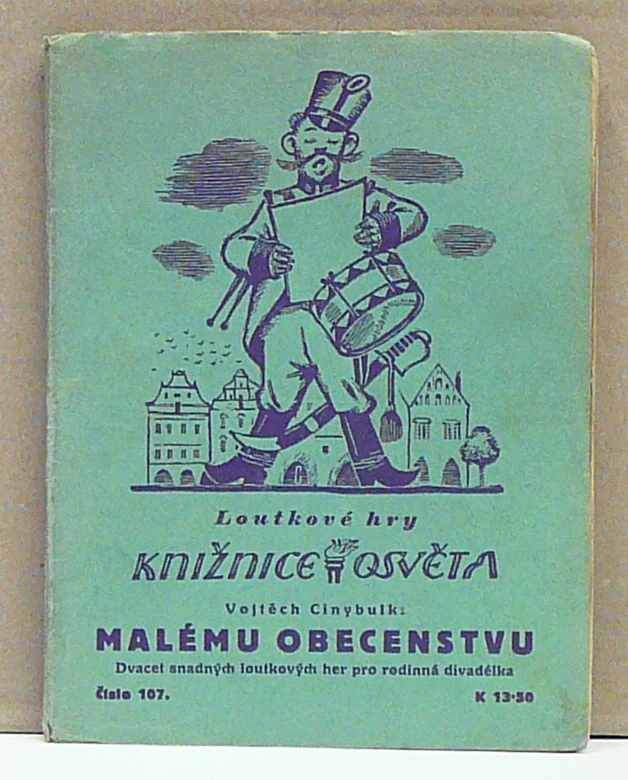 Loutkové hry
KNIŽNICE OSVĚTA
Vojtěch Cinybulk:
MALÉMU OBECENSTVU
Dvacet snadných loutkových her pro rodinná divadélka
Číslo 107.
K 13·50